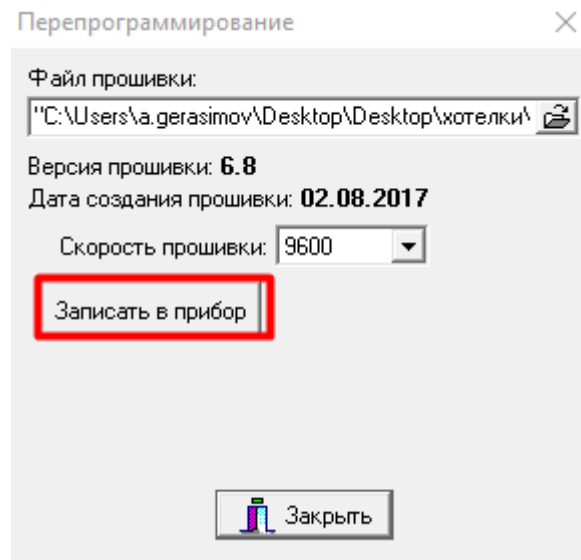 Перепрограммирование
Файл прошивки:
"C:\Users\a.gerasimov\Desktop\Desktop\хотелки\
Версия прошивки: 6.8
Дата создания прошивки: 02.08.2017
Скорость прошивки: 9600
Записать в прибор
Закрыть